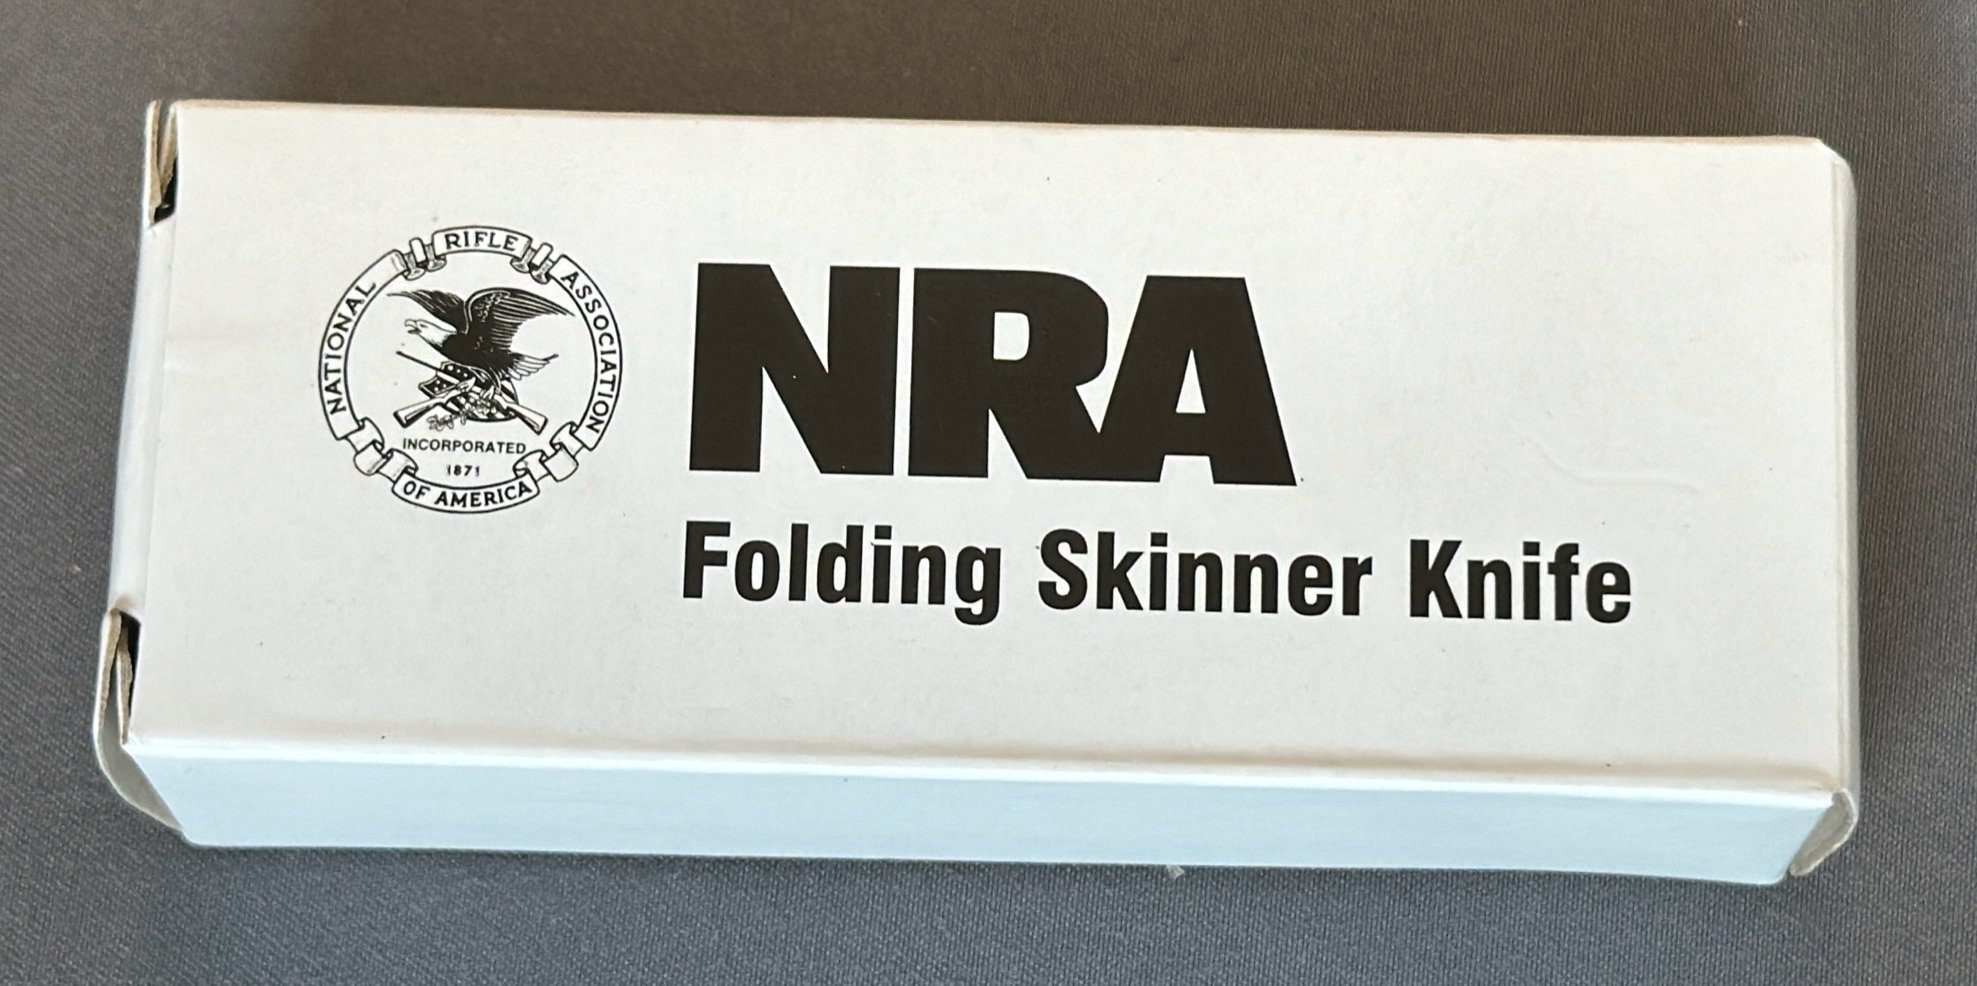 NATIONAL RIFLE ASSOCIATION
INCORPORATED
1871
OF AMERICA
NRA
Folding Skinner Knife